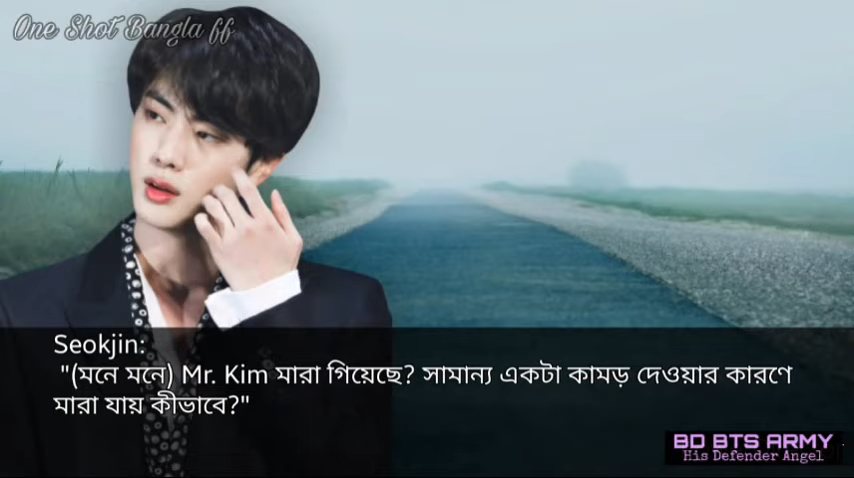 One Shot Bangla ff
Seokjin:
"(মনে মনে) Mr. Kim মারা গিয়েছে? সামান্য একটা কামড় দেওয়ার কারণে
মারা যায় কীভাবে?"
BD BTS ARMY
His Defender Angel